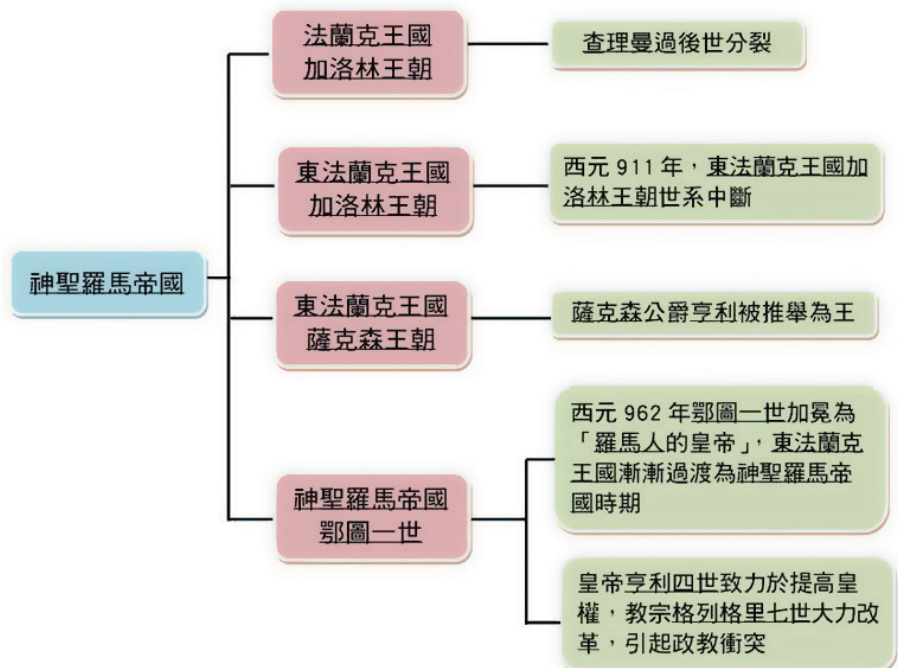 神聖羅馬帝國
法蘭克王國
加洛林王朝
查理曼過後世分裂
東法蘭克王國
加洛林王朝
西元 911 年，東法蘭克王國加
洛林王朝世系中斷
東法蘭克王國
薩克森王朝
薩克森公爵亨利被推舉為王
神聖羅馬帝國
鄂圖一世
西元 962 年鄂圖一世加冕為
「羅馬人的皇帝」，東法蘭克
王國漸漸過渡為神聖羅馬帝
國時期
皇帝亨利四世致力於提高皇
權，教宗格列格里七世大力改
革，引起政教衝突